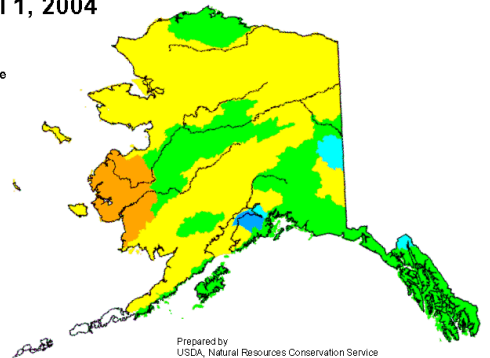 1, 2004
e
Prepared by
USDA, Natural Resources Conservation Service